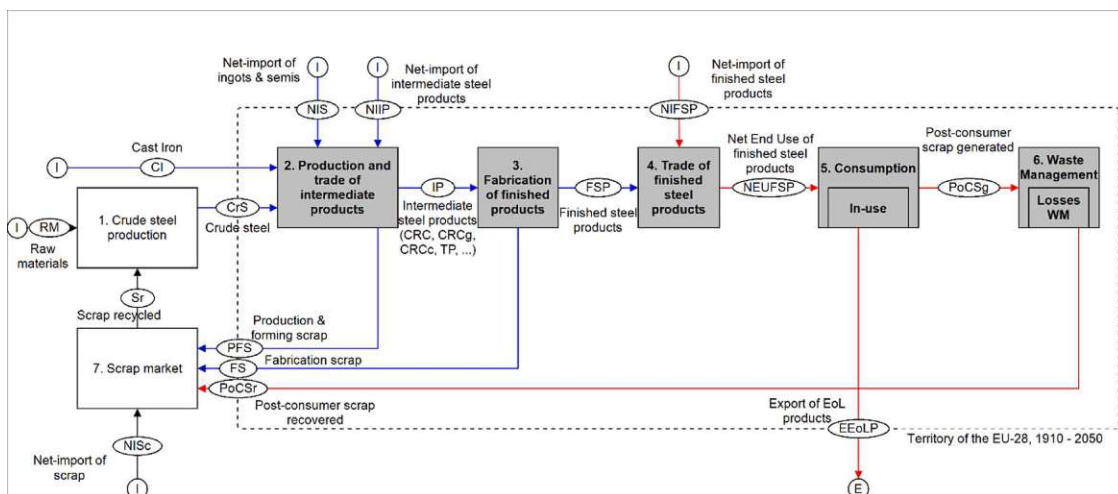 Net-import of
ingots & semis
I
I
Net-import of
intermediate steel
products
I
Net-import of
finished steel
products
NIS
NIIP
NIFSP
Cast Iron
I
CI
2. Production and
trade of
intermediate
products
IP
Intermediate
steel products
(CRC, CRCg,
CRCc, TP, ...)
3.
Fabrication
of finished
products
FSP
Finished steel
products
4. Trade of
finished
steel
products
Net End Use of
finished steel
products
NEUFSP
5. Consumption
In-use
Post-consumer
scrap generated
PoCSg
6. Waste
Management
Losses
WM
I
RM
Raw
materials
1. Crude steel
production
CrS
Crude steel
Sr
Scrap recycled
7. Scrap market
Production &
forming scrap
PFS
FS
Fabrication scrap
PoCSr
Post-consumer scrap
recovered
Export of EoL
products
EEoLP
Territory of the EU-28, 1910 - 2050
NISc
Net-import of
scrap
I
E